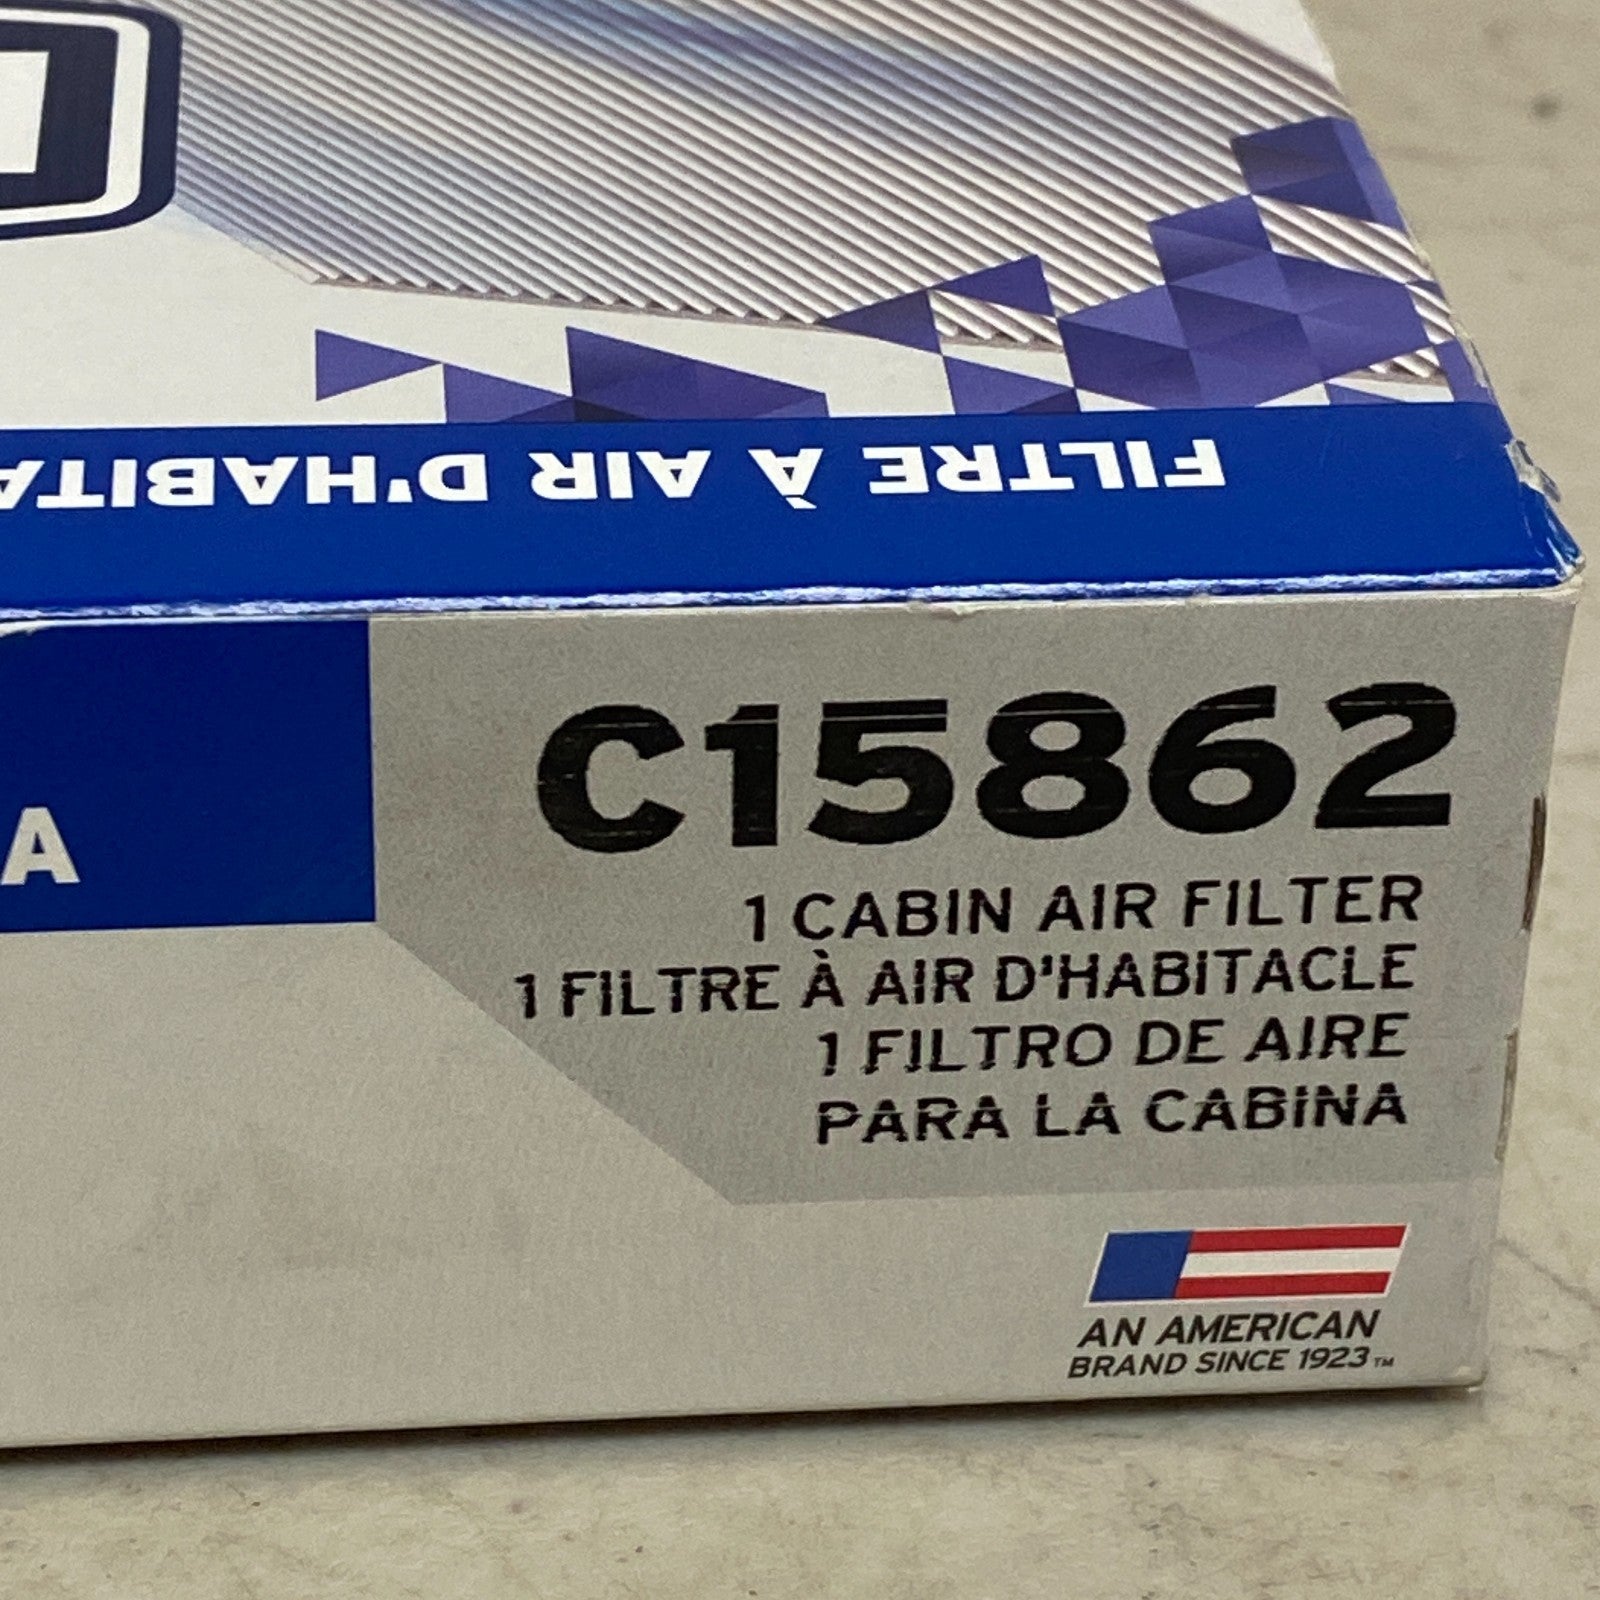 FILTRE À AIR D'HABITA
A
C15862
1 CABIN AIR FILTER
1 FILTRE À AIR D'HABITACLE
1 FILTRO DE AIRE
PARA LA CABINA
AN AMERICAN
BRAND SINCE 1923™